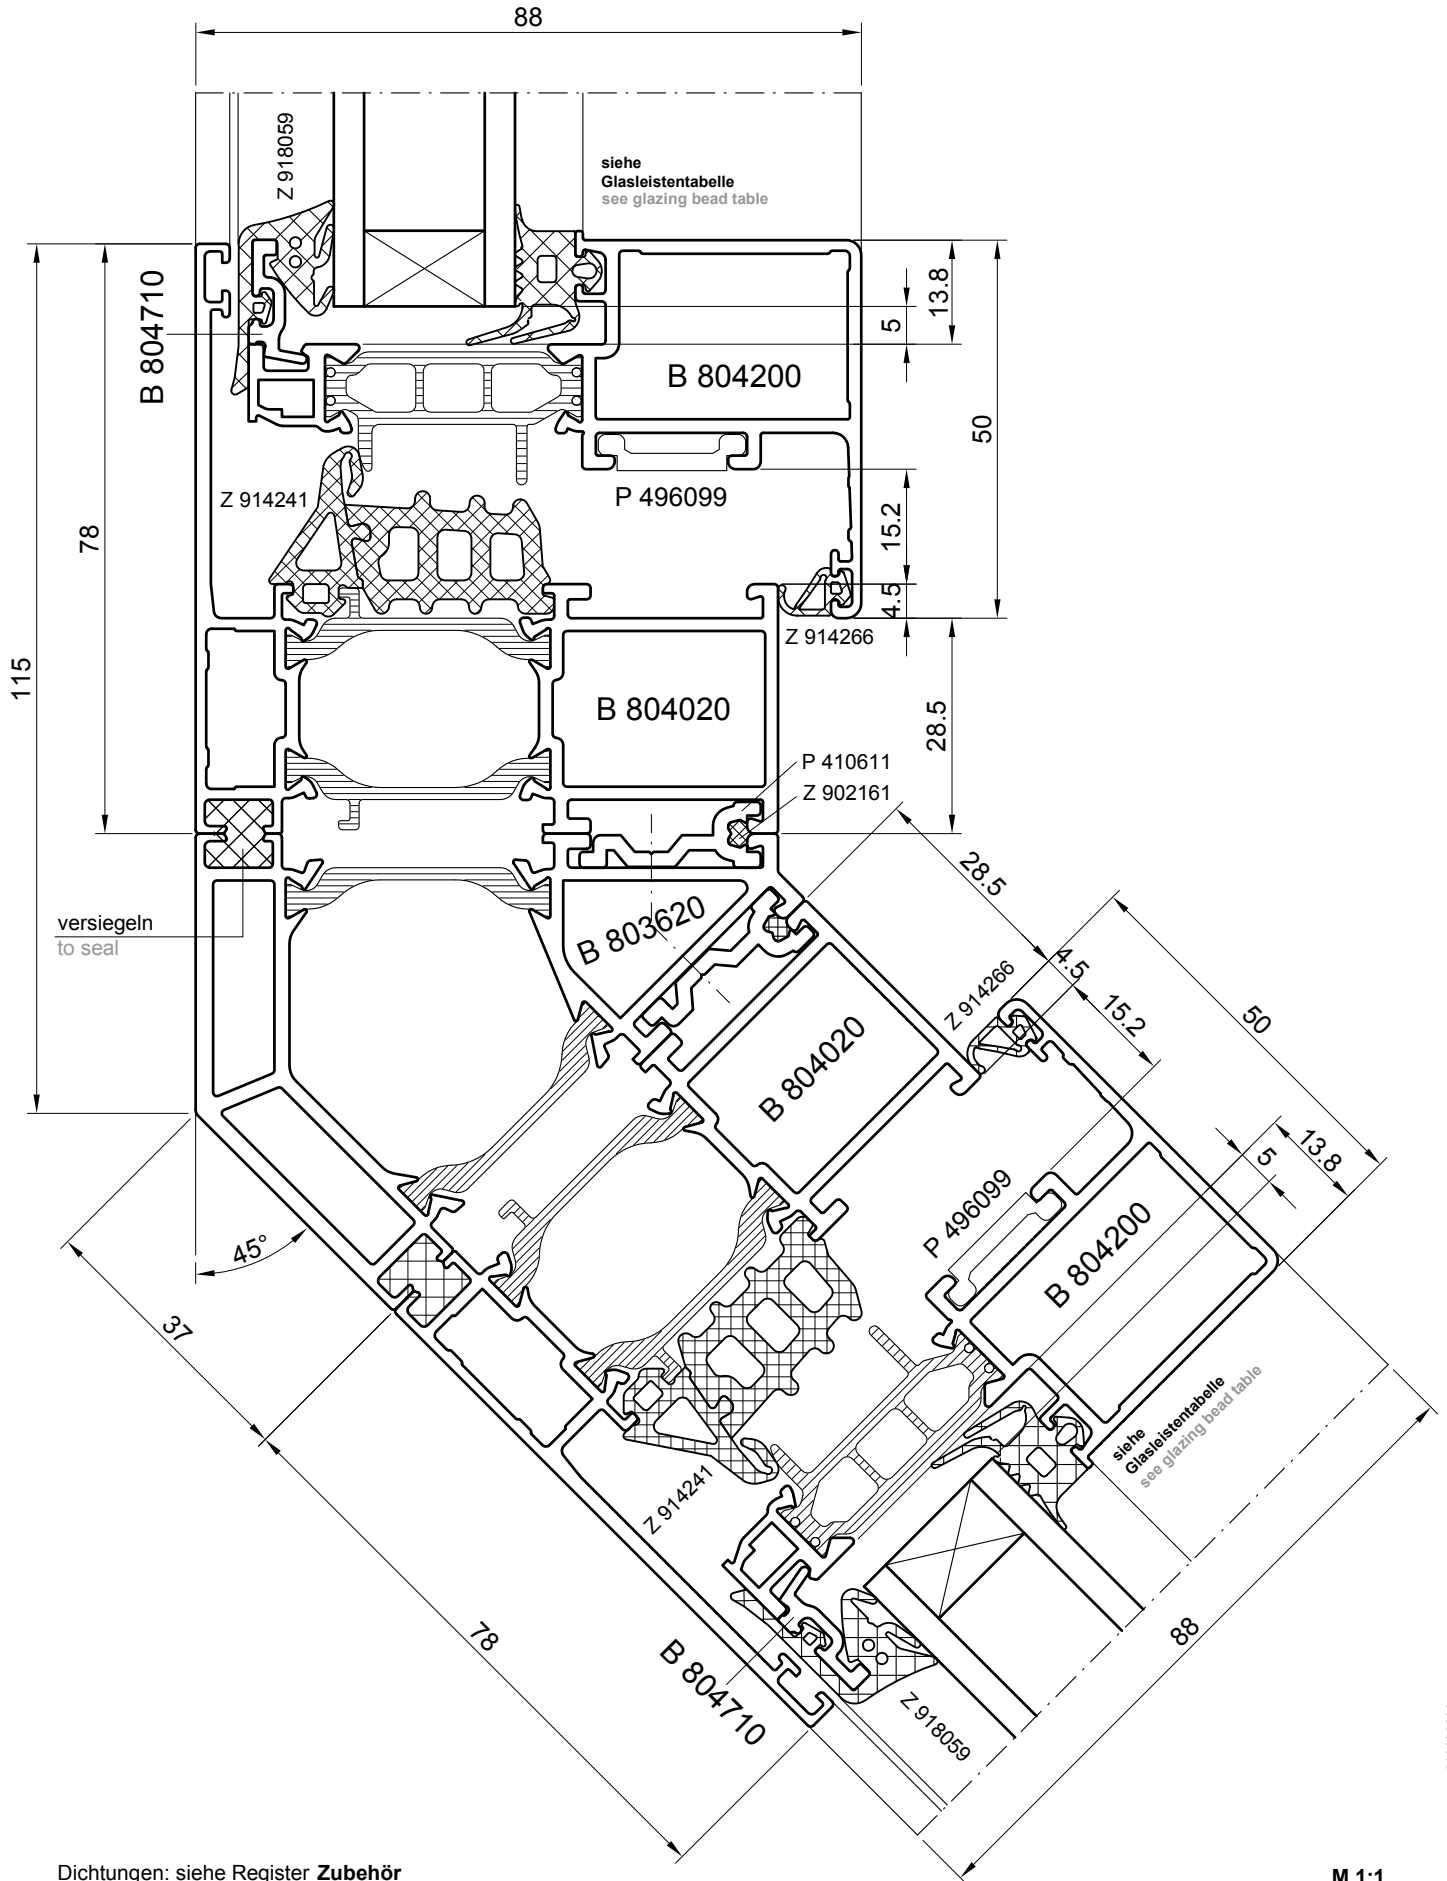 88
Z 918059
siehe
Glasleistentabelle
see glazing bead table
B 804710
13.8
5
B 804200
50
Z 914241
P 496099
15.2
78
4.5
Z 914266
115
B 804020
28.5
P 410611
Z 902161
28.5
versiegeln
to seal
B 803620
4.5
Z 914266
15.2
50
B 804020
13.8
5
P 496099
45°
B 804200
37
siehe
Glasleistentabelle
see glazing bead table
Z 914241
78
88
B 804710
Z 918059
Dichtungen: siehe Register Zubehör
M 1:1